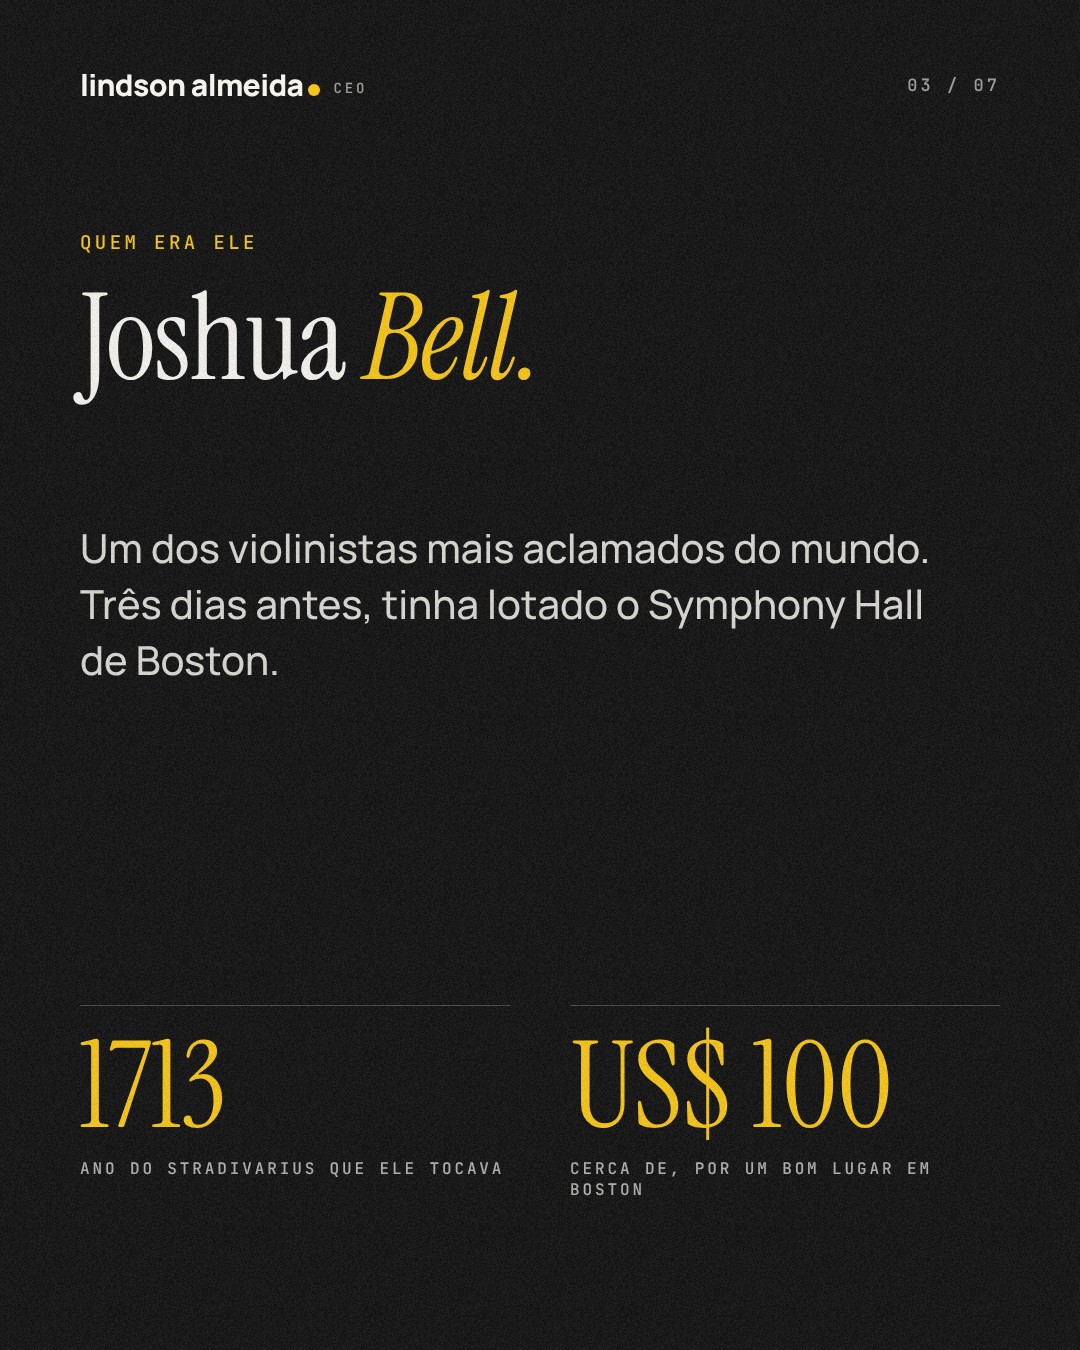 lindson almeida. CEO
03 / 07
QUEM ERA ELE
Joshua Bell.
Um dos violinistas mais aclamados do mundo.
Três dias antes, tinha lotado o Symphony Hall
de Boston.
1713
ANO DO STRADIVARIUS QUE ELE TOCAVA
US$ 100
CERCA DE, POR UM BOM LUGAR EM
BOSTON